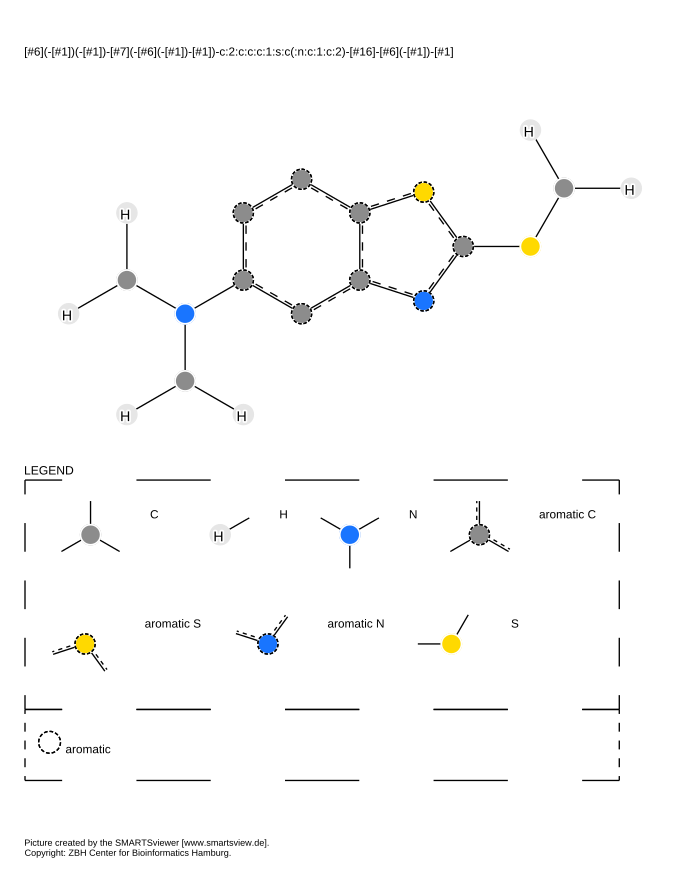 [#6](-[#1])(-[#1])-[#7](-[#6](-[#1])-[#1])-c:2:c:c:c:1:s:c(:n:c:1:c:2)-[#16]-[#6](-[#1])-[#1]
H
H
H
H
H
H
LEGEND
C H N aromatic C
H
aromatic S aromatic N S
aromatic
Picture created by the SMARTSviewer [www.smartsview.de].
Copyright: ZBH Center for Bioinformatics Hamburg.